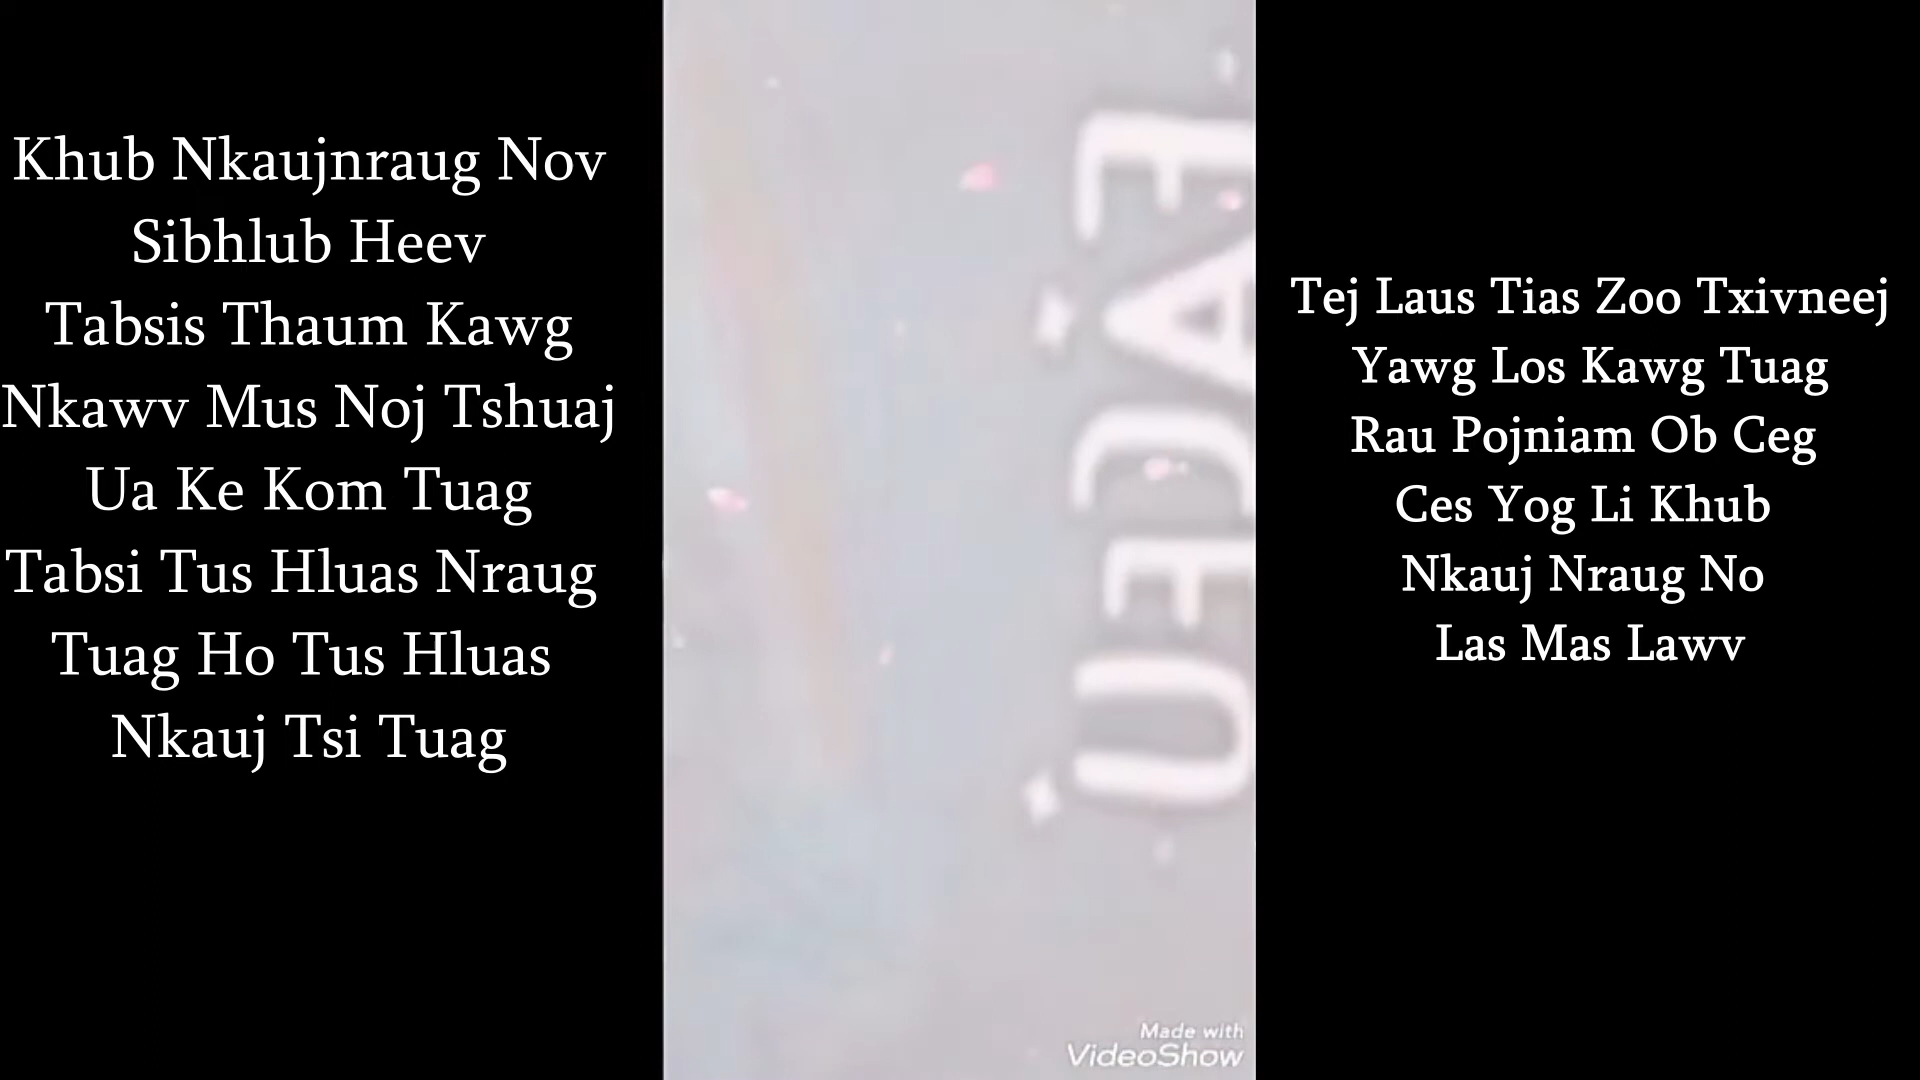 Khub Nkaujnraug Nov
Sibhlub Heev
Tabsis Thaum Kawg
Nkawv Mus Noj Tshuaj
Ua Ke Kom Tuag
Tabsi Tus Hluas Nraug
Tuag Ho Tus Hluas
Nkauj Tsi Tuag
Tej Laus Tias Zoo Txivneej
Yawg Los Kawg Tuag
Rau Pojniam Ob Ceg
Ces Yog Li Khub
Nkauj Nraug No
Las Mas Lawv
Made with
VideoShow